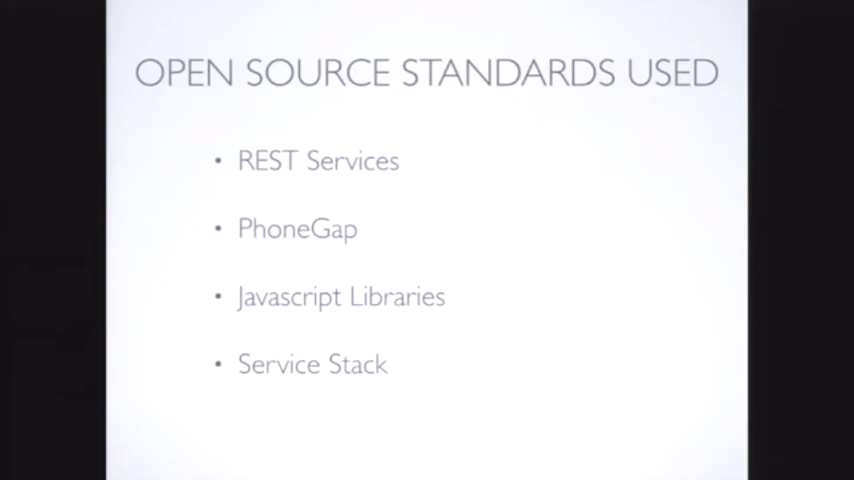 OPEN SOURCE STANDARDS USED
• REST Services
• PhoneGap
• Javascript Libraries
• Service Stack